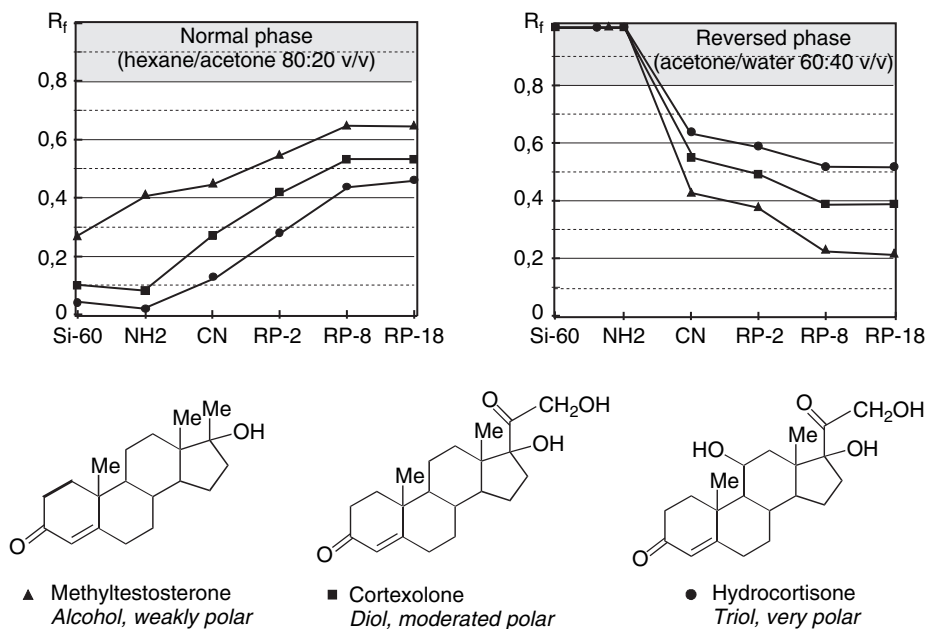 Rf
Normal phase
(hexane/acetone 80:20 v/v)
0,8
0,6
0,4
0,2
0
Si-60 NH2 CN RP-2 RP-8 RP-18
Rf
Reversed phase
(acetone/water 60:40 v/v)
0,8
0,6
0,4
0,2
0
Si-60 NH2 CN RP-2 RP-8 RP-18
Me Me
OH
Me
O
O
CH2OH
Me
OH
Me
O
O
CH2OH
HO
Me
OH
Me
O
Methyltestosterone
Alcohol, weakly polar
Cortexolone
Diol, moderated polar
Hydrocortisone
Triol, very polar